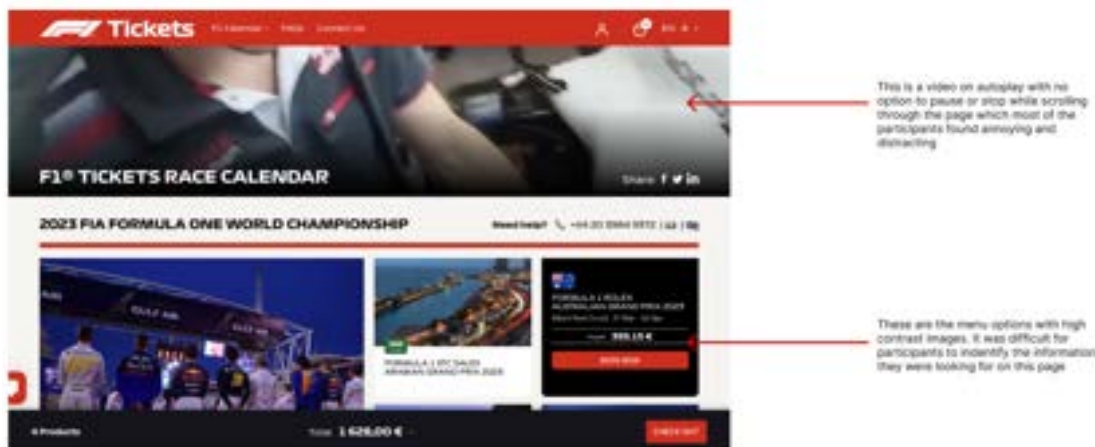 F1 Tickets
F1 Calendar FAQs Contact Us
EN
This is a video on autoplay with no
option to pause or stop while scrolling
through the page which most of the
participants found annoying and
distracting
F1® TICKETS RACE CALENDAR
Share
2023 FIA FORMULA ONE WORLD CHAMPIONSHIP
Need help?
GULF AIR
GULF AIR
FORMULA 1 STC SAUDI
ARABIAN GRAND PRIX 2023
FORMULA 1 ROLEX
AUSTRALIAN GRAND PRIX 2023
BOOK NOW
These are the menu options with high
contrast images. It was difficult for
participants to indentify the information
they were looking for on this page
Products
Total 1 628,00 €
CHECK OUT